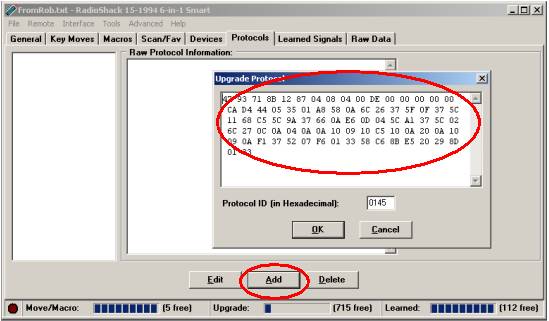 FromRob.txt - RadioShack 15-1994 6-in-1 Smart
File Remote Interface Tools Advanced Help
General Key Moves Macros Scan/Fav Devices Protocols Learned Signals Raw Data
Raw Protocol Information:
Upgrade Protocol
47 93 71 8B 12 87 04 08 04 00 DE 00 00 00 00 00
CA D4 44 05 35 01 A8 58 0A 6C 26 37 5F 0F 37 5C
11 68 C5 5C 9A 37 66 0A E6 0D 04 5C A1 37 5C 02
6C 27 0C 0A 04 0A 0A 10 09 10 C5 10 0A 20 0A 10
09 0A F1 37 52 07 F6 01 33 58 C6 8B E5 20 29 8D
01 33
Protocol ID (in Hexadecimal): 0145
OK Cancel
Edit Add Delete
Move/Macro: (5 free) Upgrade: (715 free) Learned: (112 free)